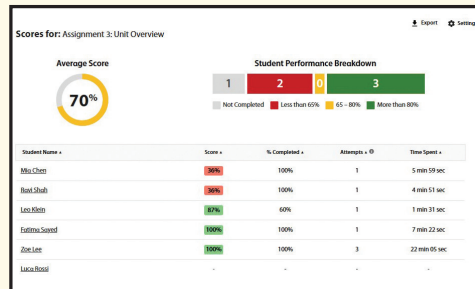 Export Setting
Scores for: Assignment 3: Unit Overview
Average Score
Student Performance Breakdown
70%
1 2 0 3
Not Completed Less than 65% 65 – 80% More than 80%
Student Name Score % Completed Attempts Time Spent
Mia Chen 36% 100% 1 5 min 59 sec
Ravi Shah 36% 100% 1 4 min 51 sec
Leo Klein 87% 60% 1 1 min 31 sec
Fatima Sayed 100% 100% 1 7 min 22 sec
Zoe Lee 100% 100% 3 22 min 05 sec
Luca Rossi - - - -